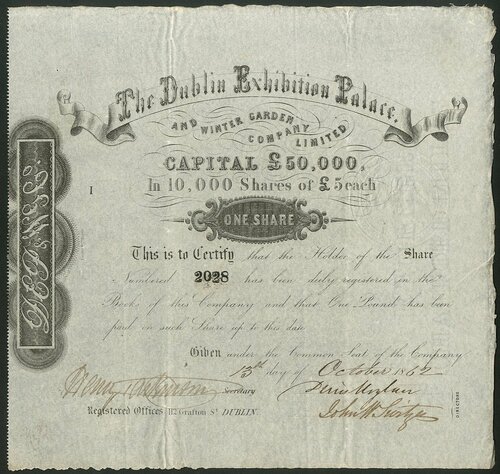 The Dublin Exhibition Palace,
AND WINTER GARDEN
COMPANY
LIMITED
CAPITAL £50,000,
In 10,000 Shares of £5 each
I
ONE SHARE
This is to Certify that the Holder of the Share
Numbered 2028 has been duly registered in the
Books of this Company and that One Pound has been
paid on such Share up to this date
Given under the Common Seal of the Company
13th day of October 1862
Henry Parkinson
Secretary
Registered Offices 112 Grafton St DUBLIN.
DIRECTORS